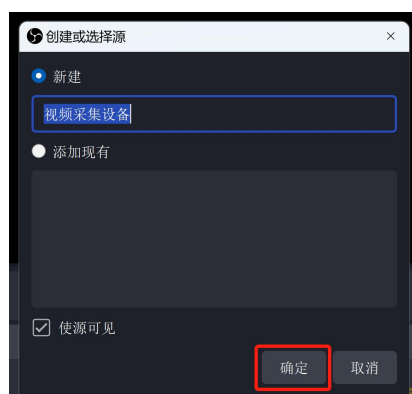 创建或选择源
新建
视频采集设备
添加现有
使源可见
确定
取消